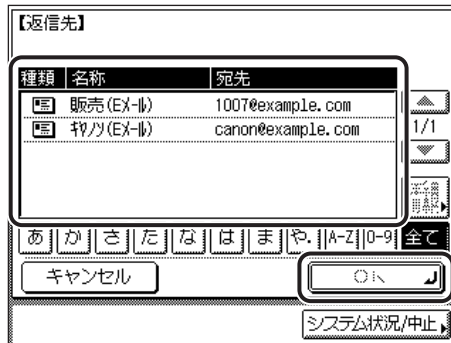 【返信先】
種類 名称 宛先
販売(Eメール) 1007@example.com
キヤノン(Eメール) canon@example.com
1/1
あ か さ た な は ま や. A-Z 0-9 全て
キャンセル OK
システム状況/中止